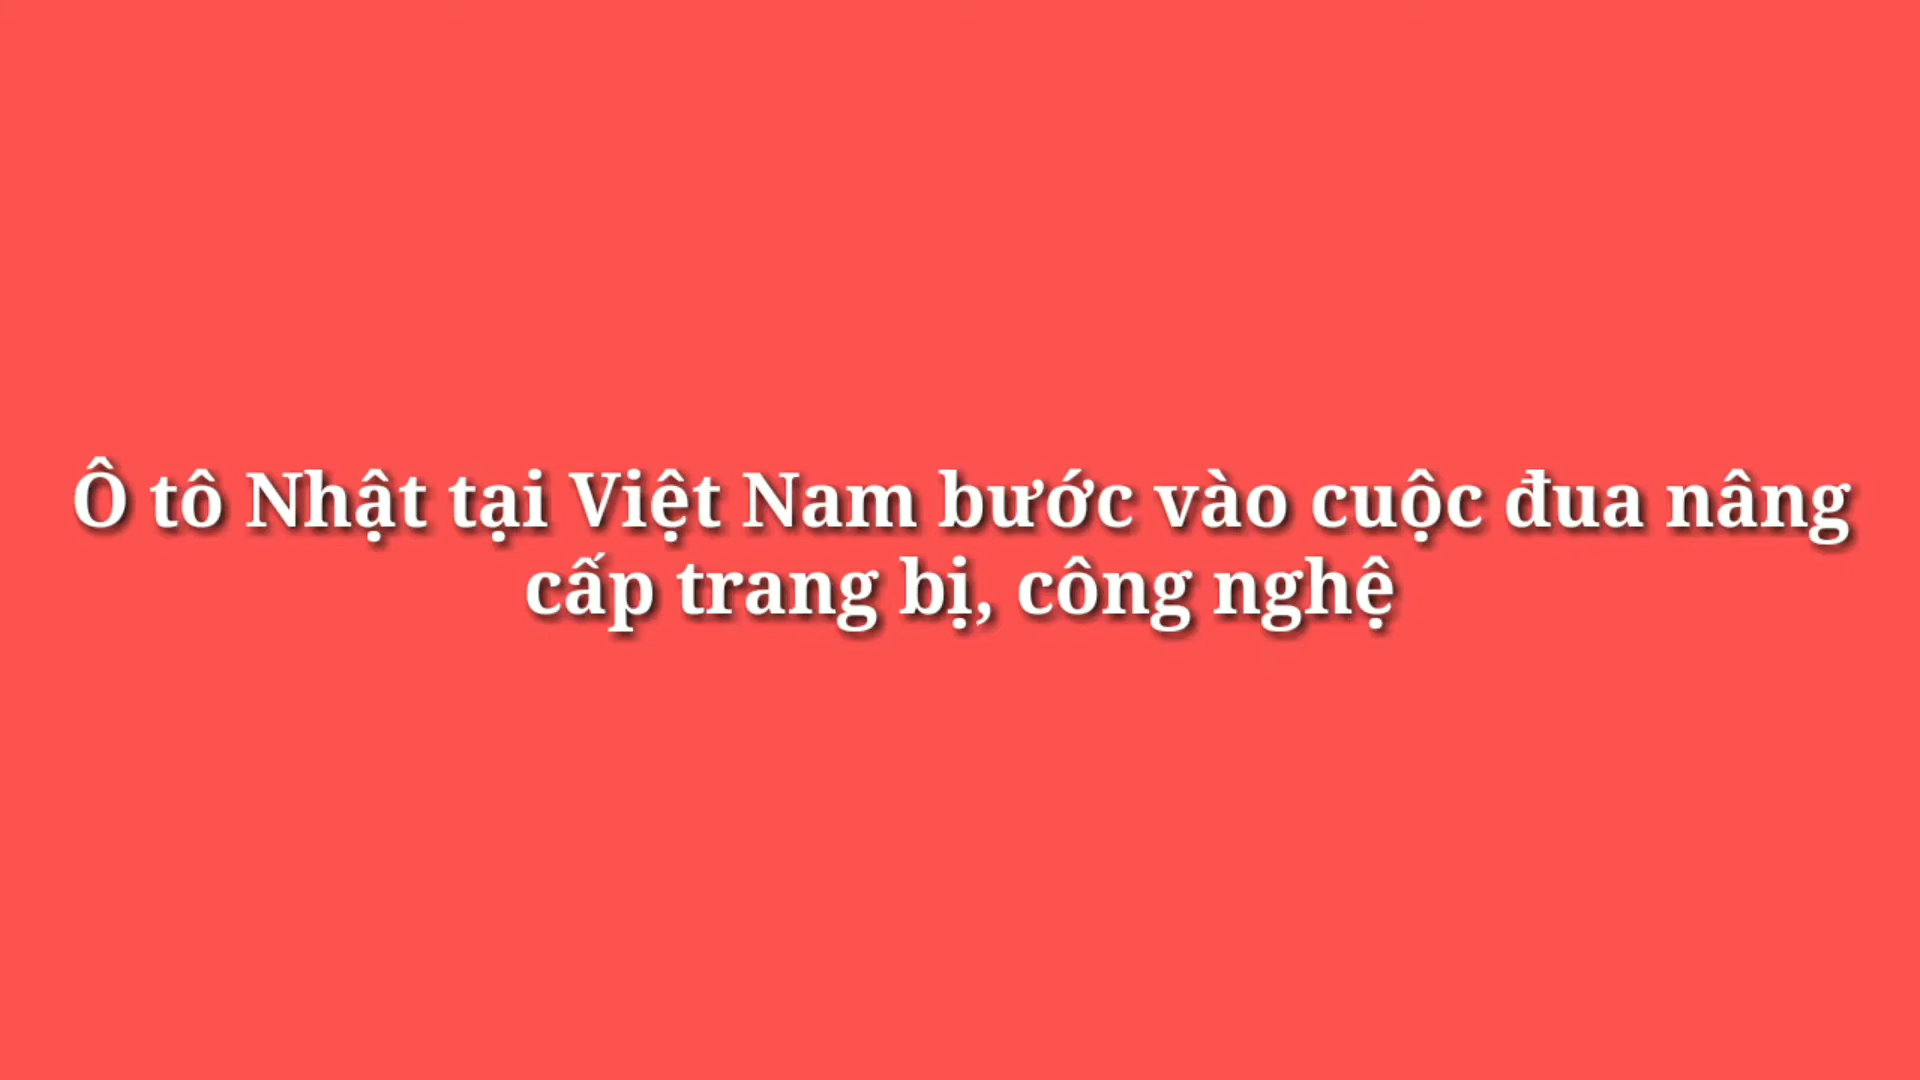 Ô tô Nhật tại Việt Nam bước vào cuộc đua nâng
cấp trang bị, công nghệ